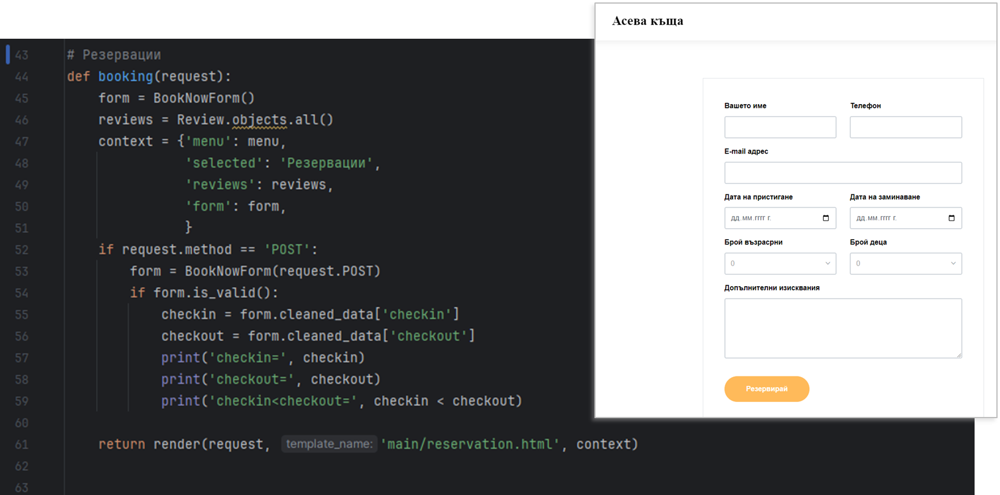 Асева къща
43 # Резервации
44 def booking(request):
45 form = BookNowForm()
46 reviews = Review.objects.all()
47 context = {'menu': menu,
48 'selected': 'Резервации',
49 'reviews': reviews,
50 'form': form,
51 }
52 if request.method == 'POST':
53 form = BookNowForm(request.POST)
54 if form.is_valid():
55 checkin = form.cleaned_data['checkin']
56 checkout = form.cleaned_data['checkout']
57 print('checkin=', checkin)
58 print('checkout=', checkout)
59 print('checkin<checkout=', checkin < checkout)
60
61 return render(request, template_name: 'main/reservation.html', context)
62
63
Вашето име Телефон
E-mail адрес
Дата на пристигане Дата на заминаване
дд.мм.гггг г. дд.мм.гггг г.
Брой възрасрни Брой деца
0 0
Допълнителни изисквания
Резервирай